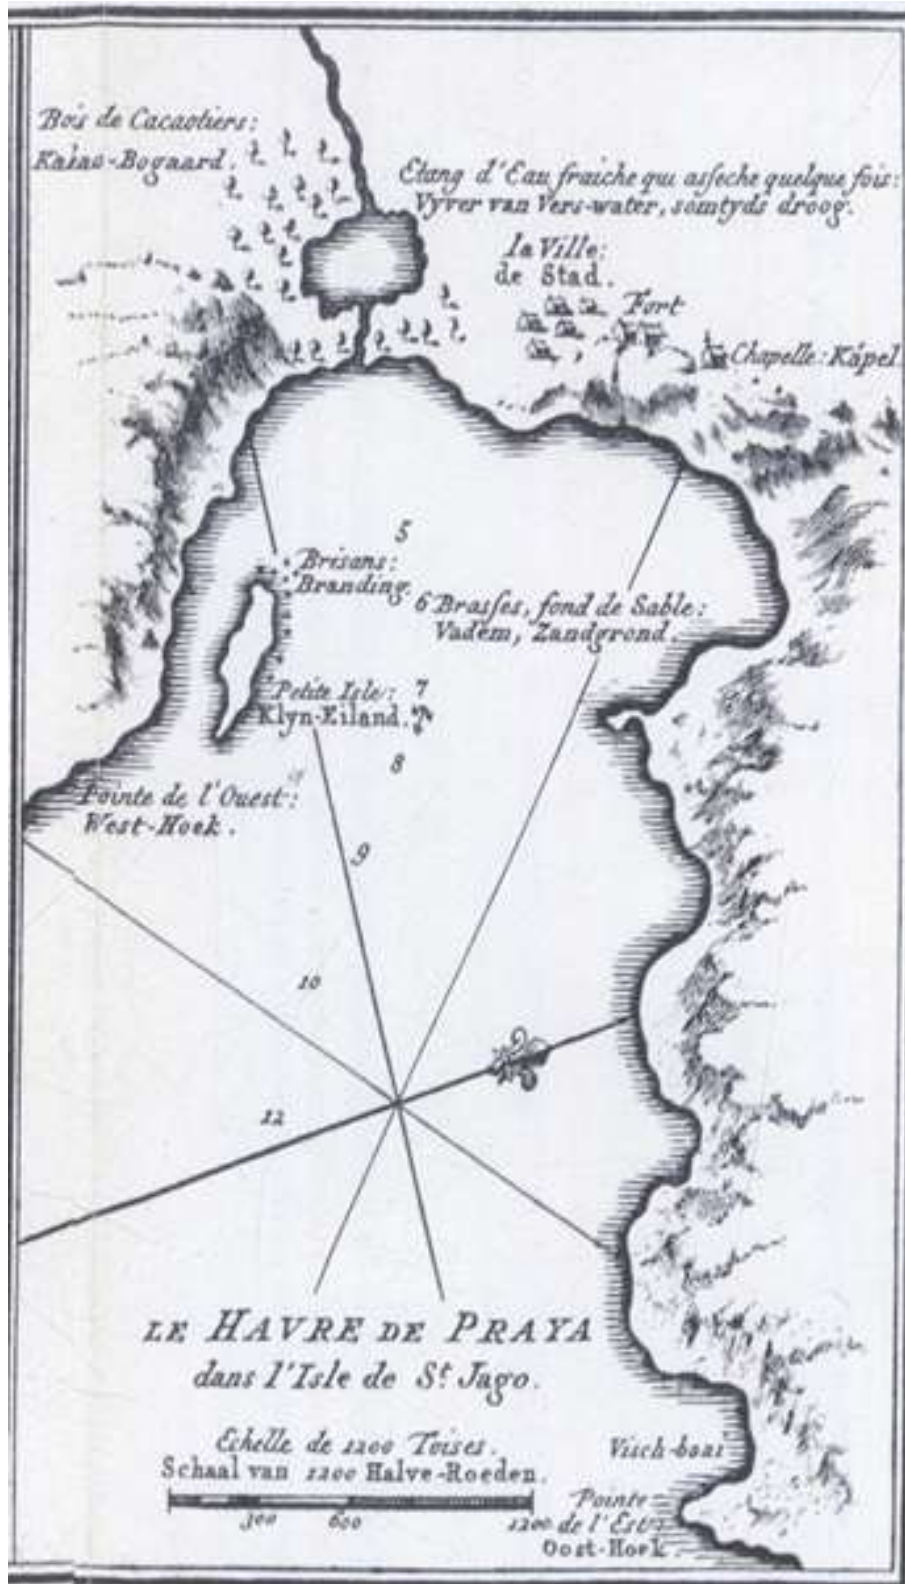 Bois de Cacaotiers:
Kakao-Bogaard.
Etang d'Eau fraiche qui asseche quelque fois:
Vyver van Vers-water, somtyds droog.
la Ville:
de Stad.
Fort
Chapelle: Kápel.
5
Brisans:
Branding.
6 Brasses, fond de Sable:
Vadem, Zandgrond.
Petite Isle: 7
Klyn-Eiland.
8
Pointe de l'Ouest:
West-Hoek.
9
10
12
LE HAVRE DE PRAYA
dans l'Isle de St. Jago.
Echelle de 1200 Toises.
Schaal van 1200 Halve-Roeden.
300 600 1200
Visch-baai
Pointe
de l'Est:
Oost-Hoek.